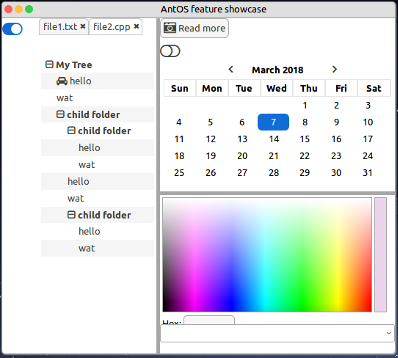 AntOS feature showcase
file1.txt ✖ file2.cpp ✖
My Tree
hello
wat
child folder
child folder
hello
wat
hello
wat
child folder
hello
wat
Read more
March 2018
Sun Mon Tue Wed Thu Fri Sat
1 2 3
4 5 6 7 8 9 10
11 12 13 14 15 16 17
18 19 20 21 22 23 24
25 26 27 28 29 30 31
Hex: